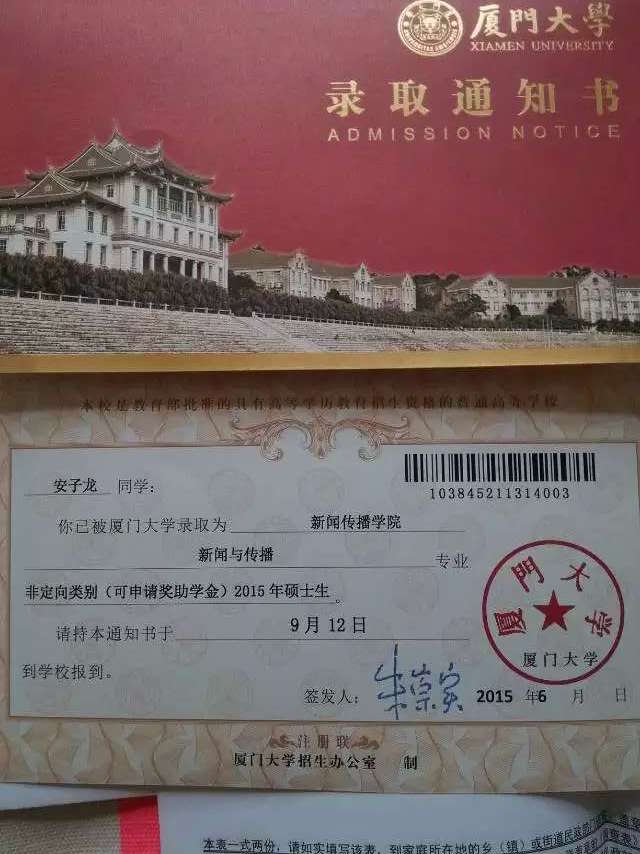 厦門大學
XIAMEN UNIVERSITY
录取通知书
ADMISSION NOTICE
本校是教育部批准的具有高等学历教育招生资格的普通高等学校
安子龙 同学：
103845211314003
你已被厦门大学录取为 新闻传播学院
新闻与传播 专业
非定向类别（可申请奖助学金）2015年硕士生。
请持本通知书于 9月12日
到学校报到。
厦門大学
厦门大学
签发人： 朱崇实 2015 年6 月 日
注册联
厦门大学招生办公室 制
本表一式两份，请如实填写该表，到家庭所在地的乡（镇）或街道民政部门